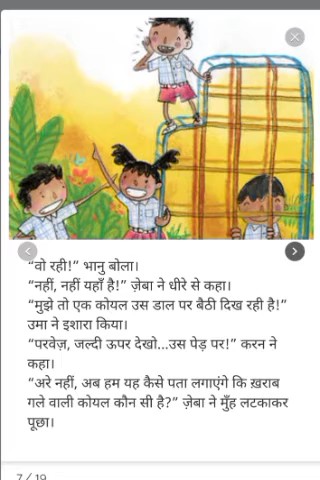 “वो रही!” भानु बोला।
“नहीं, नहीं यहाँ है!” ज़ेबा ने धीरे से कहा।
“मुझे तो एक कोयल उस डाल पर बैठी दिख रही है!”
उमा ने इशारा किया।
“परवेज़, जल्दी ऊपर देखो...उस पेड़ पर!” करन ने
कहा।
“अरे नहीं, अब हम यह कैसे पता लगाएंगे कि ख़राब
गले वाली कोयल कौन सी है?” ज़ेबा ने मुँह लटकाकर
पूछा।
7 / 19